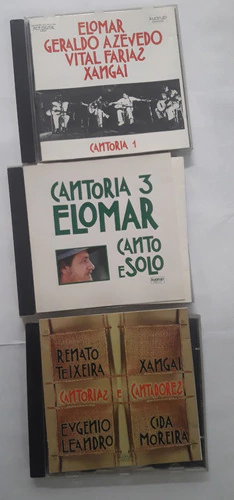 ELOMAR
GERALDO AZEVEDO
VITAL FARIAS
XANGAI
CANTORIA 1
CANTORIA 3
ELOMAR
CANTO
E SOLO
RENATO
TEIXEIRA
XANGAI
CANTORIAS E CANTADORES
EUGENIO
LEANDRO
CIDA
MOREIRA